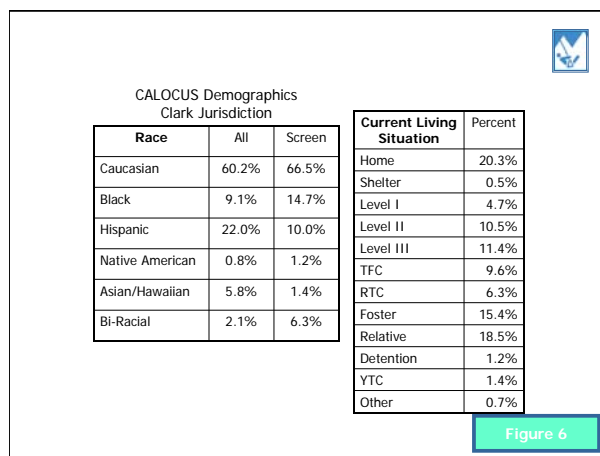 CALOCUS Demographics
Clark Jurisdiction
Race All Screen
Caucasian 60.2% 66.5%
Black 9.1% 14.7%
Hispanic 22.0% 10.0%
Native American 0.8% 1.2%
Asian/Hawaiian 5.8% 1.4%
Bi-Racial 2.1% 6.3%
Current Living Percent
Situation
Home 20.3%
Shelter 0.5%
Level I 4.7%
Level II 10.5%
Level III 11.4%
TFC 9.6%
RTC 6.3%
Foster 15.4%
Relative 18.5%
Detention 1.2%
YTC 1.4%
Other 0.7%
Figure 6